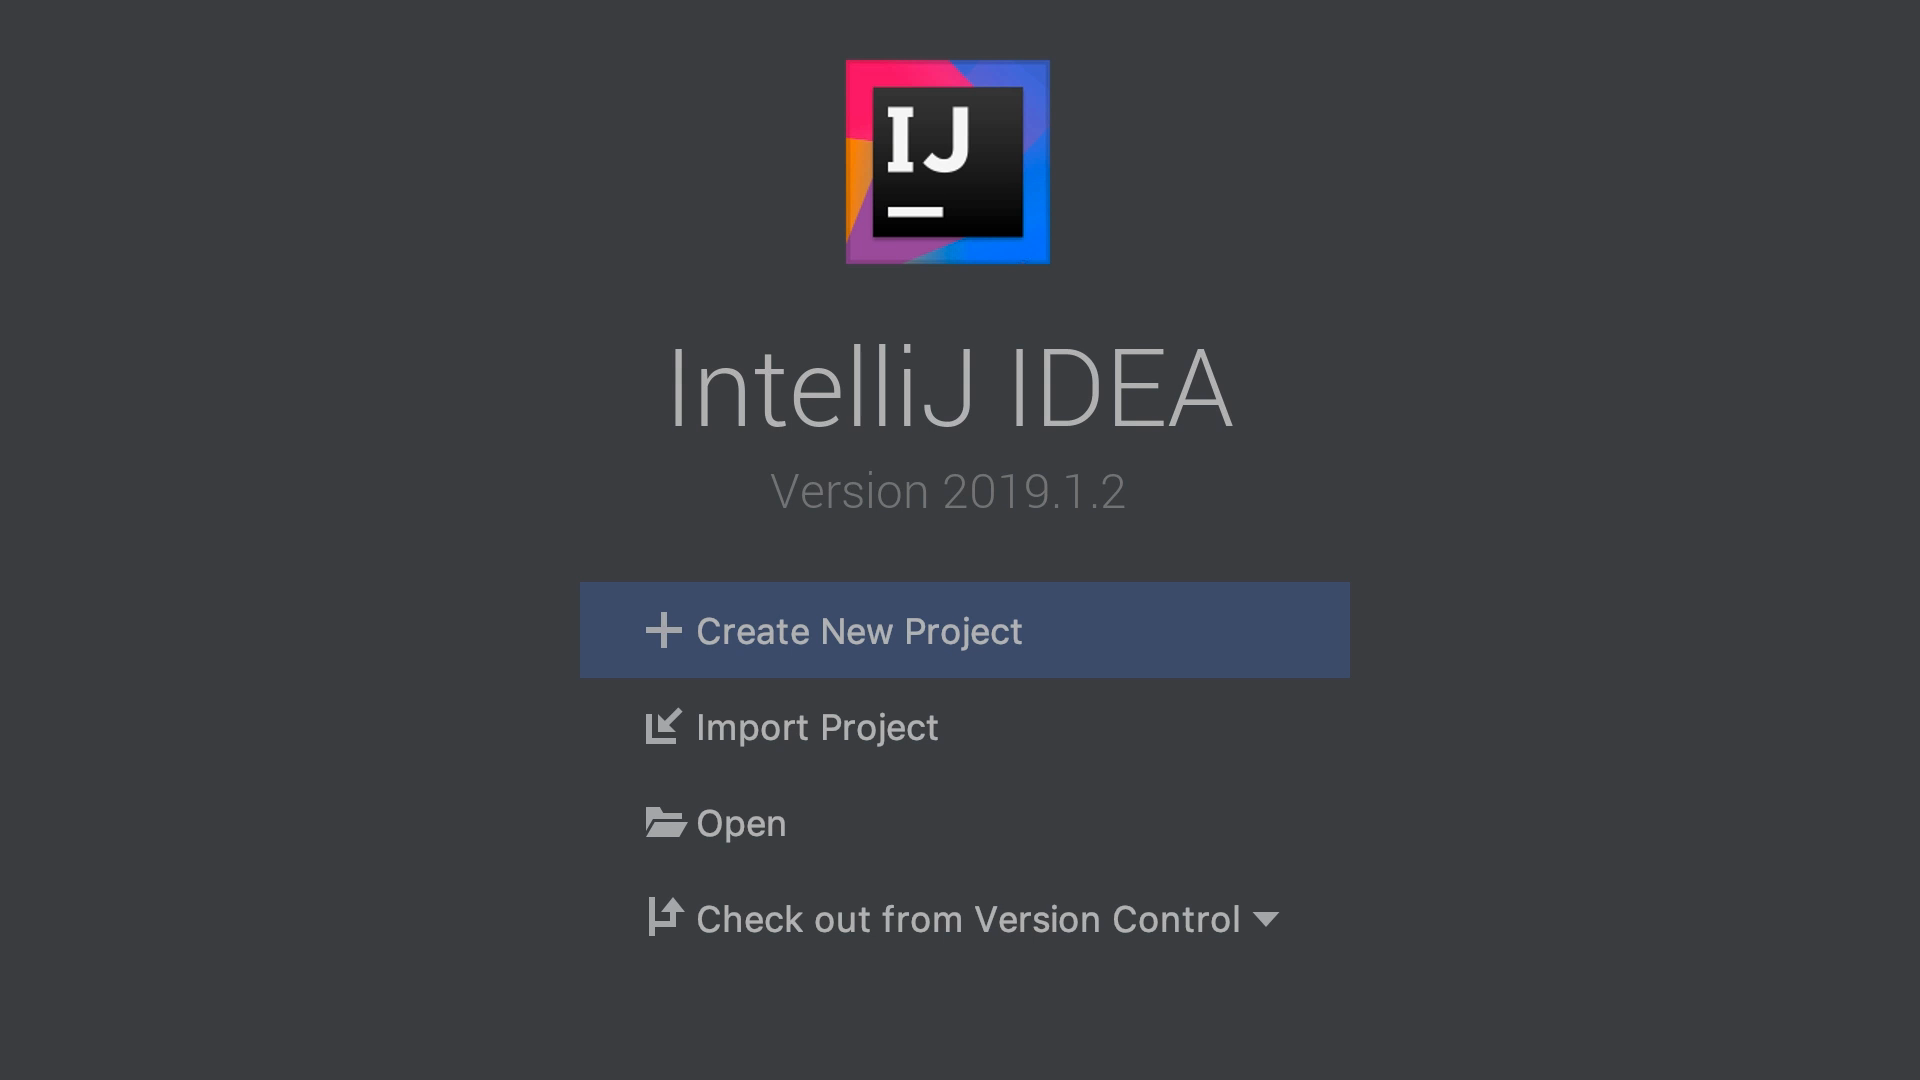 IJ
IntelliJ IDEA
Version 2019.1.2
Create New Project
Import Project
Open
Check out from Version Control